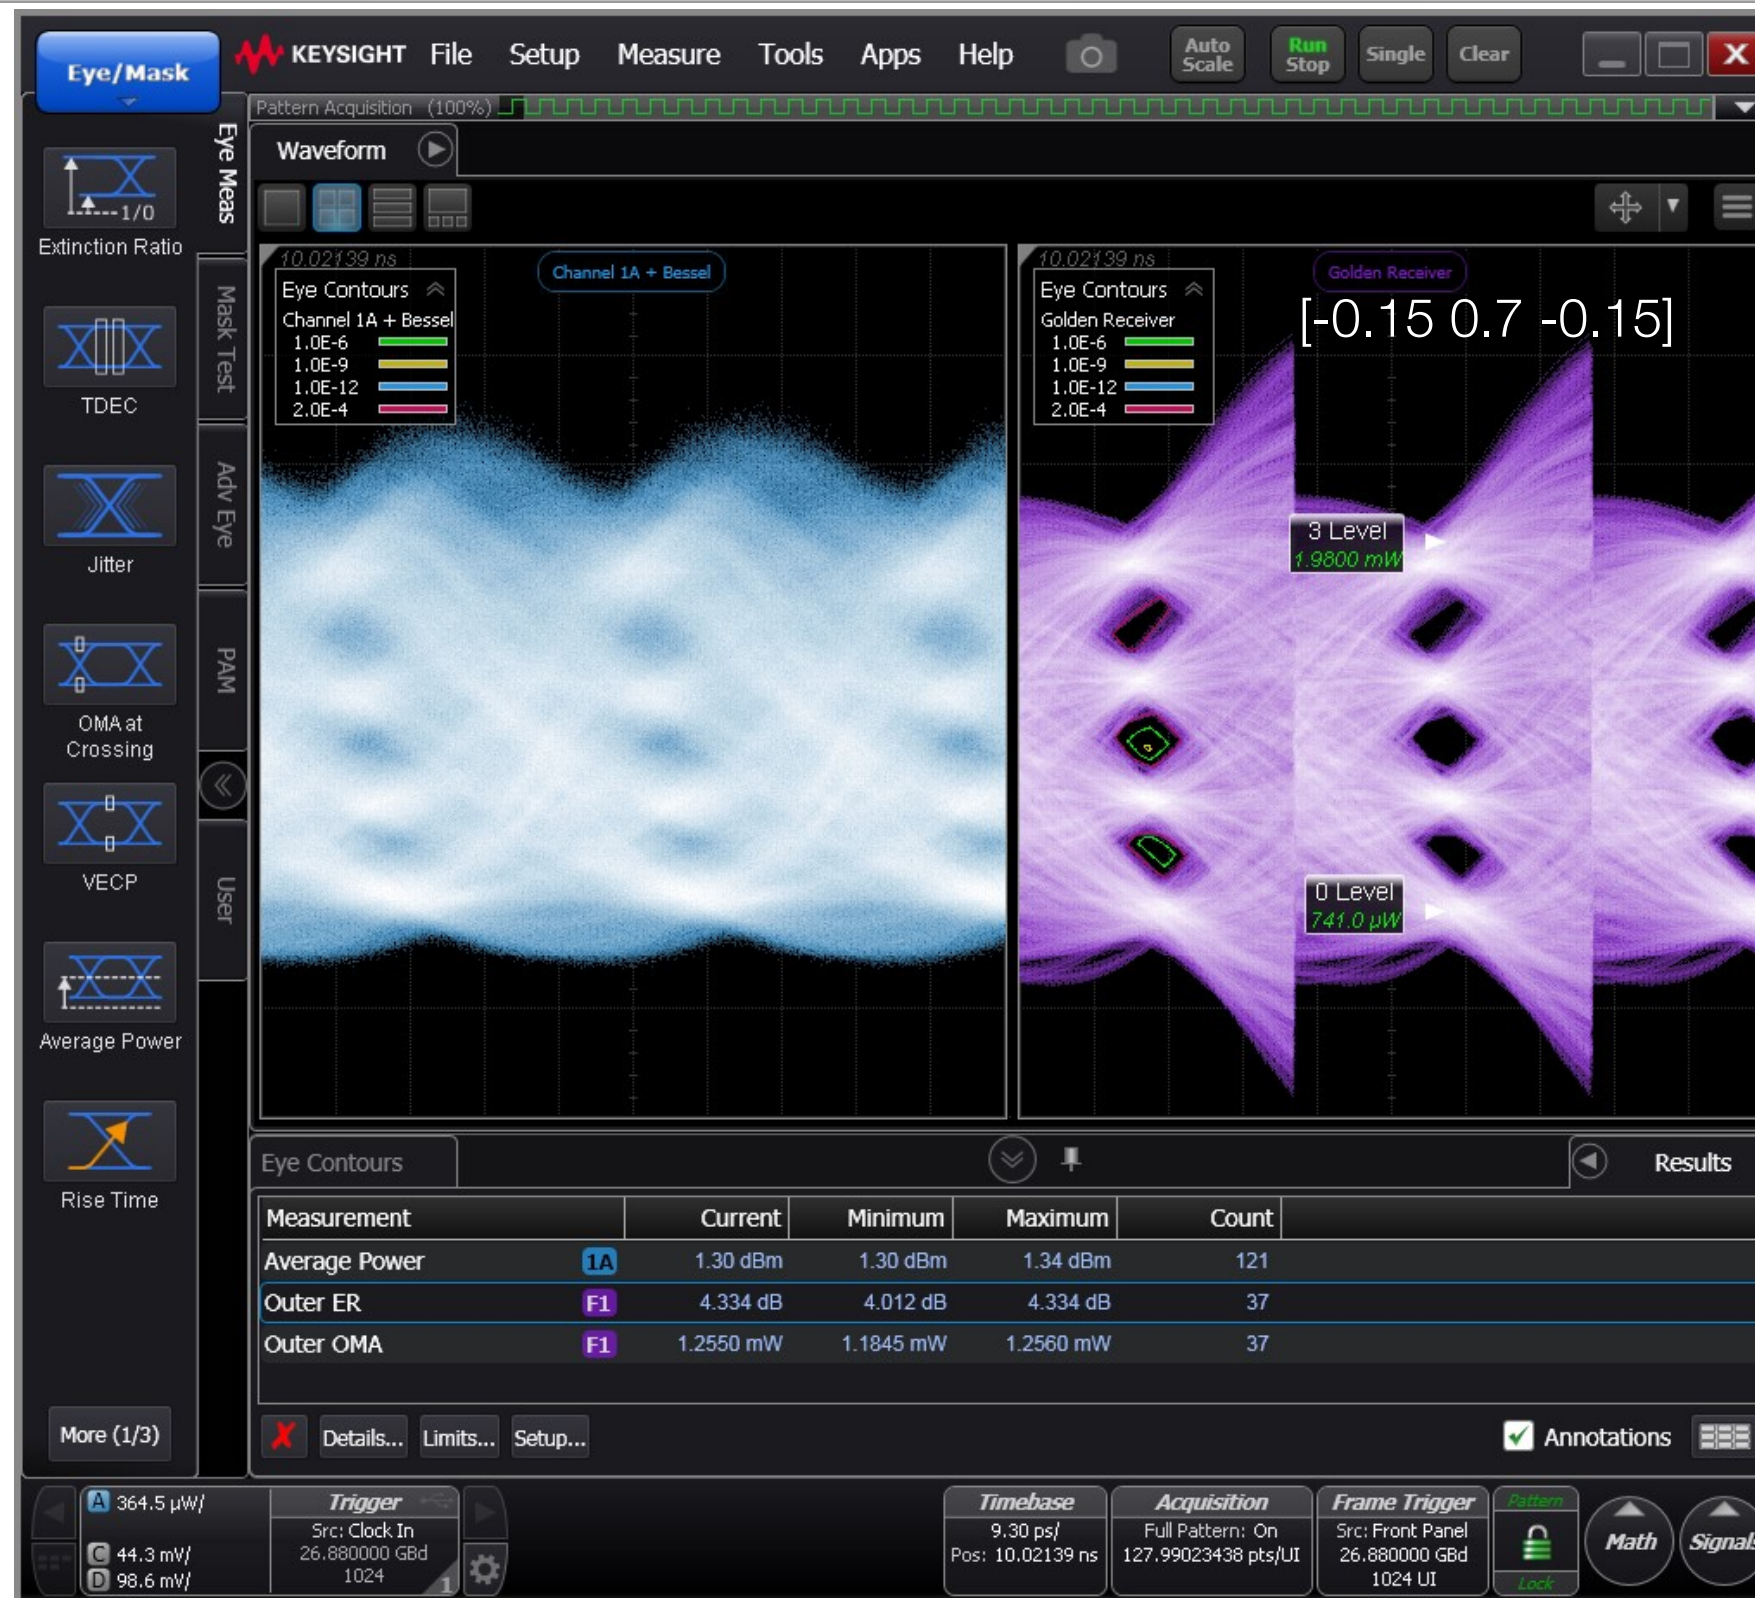 Eye/Mask
KEYSIGHT File Setup Measure Tools Apps Help
Auto Scale
Run Stop
Single
Clear
X
Pattern Acquisition (100%)
Eye Meas
Mask Test
Adv Eye
PAM
User
1/0
Extinction Ratio
TDEC
Jitter
OMA at
Crossing
VECP
Average Power
Rise Time
More (1/3)
Waveform
10.02139 ns
Eye Contours
Channel 1A + Bessel
1.0E-6
1.0E-9
1.0E-12
2.0E-4
Channel 1A + Bessel
10.02139 ns
Eye Contours
Golden Receiver
1.0E-6
1.0E-9
1.0E-12
2.0E-4
Golden Receiver
[-0.15 0.7 -0.15]
3 Level
1.9800 mW
0 Level
741.0 µW
Eye Contours
Results
Measurement Current Minimum Maximum Count
Average Power 1A 1.30 dBm 1.30 dBm 1.34 dBm 121
Outer ER F1 4.334 dB 4.012 dB 4.334 dB 37
Outer OMA F1 1.2550 mW 1.1845 mW 1.2560 mW 37
Details... Limits... Setup...
Annotations
A 364.5 µW/
C 44.3 mV/
D 98.6 mV/
Trigger
Src: Clock In
26.880000 GBd
1024
1
Timebase
9.30 ps/
Pos: 10.02139 ns
Acquisition
Full Pattern: On
127.99023438 pts/UI
Frame Trigger
Src: Front Panel
26.880000 GBd
1024 UI
Pattern
Lock
Math
Signals